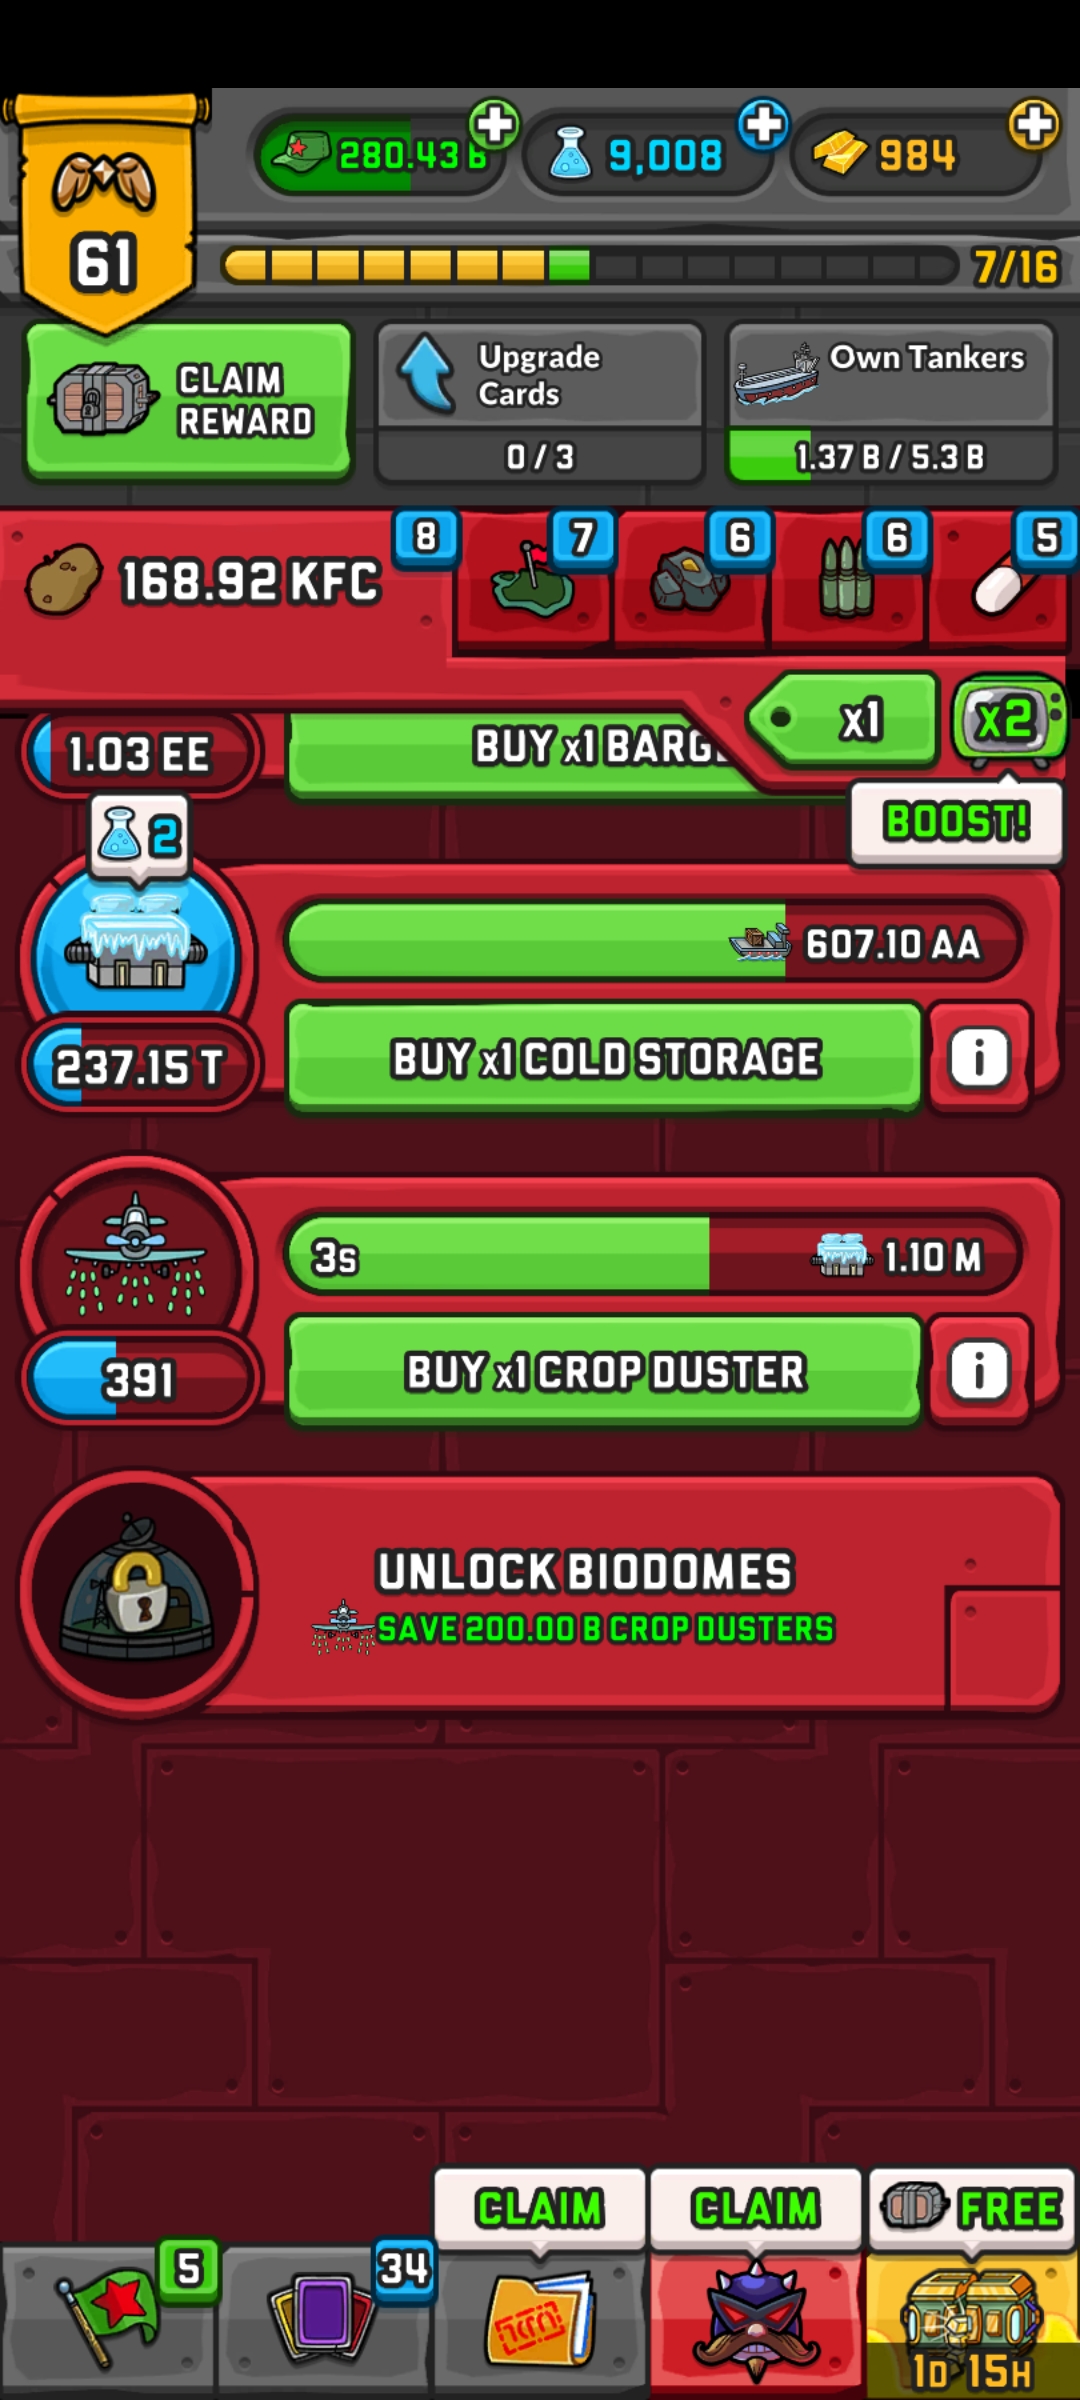 280.43 B
9,008
984
61
7/16
CLAIM
REWARD
Upgrade
Cards
0 / 3
Own Tankers
1.37 B / 5.3 B
168.92 KFC
8
7
6
6
5
x1
x2
1.03 EE
BUY x1 BARG
BOOST!
2
607.10 AA
237.15 T
BUY x1 COLD STORAGE
i
3s
1.10 M
391
BUY x1 CROP DUSTER
i
UNLOCK BIODOMES
SAVE 200.00 B CROP DUSTERS
CLAIM
CLAIM
FREE
5
34
1D 15H